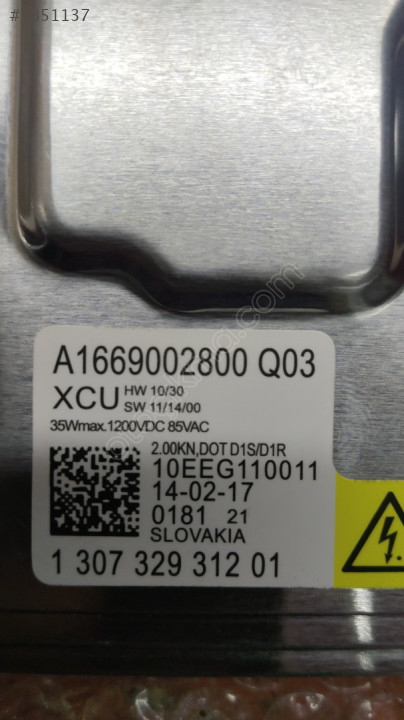 A1669002800 Q03
XCU HW 10/30
SW 11/14/00
35Wmax.1200VDC 85VAC
2.00KN,DOT D1S/D1R
10EEG110011
14-02-17
0181 21
SLOVAKIA
1 307 329 312 01